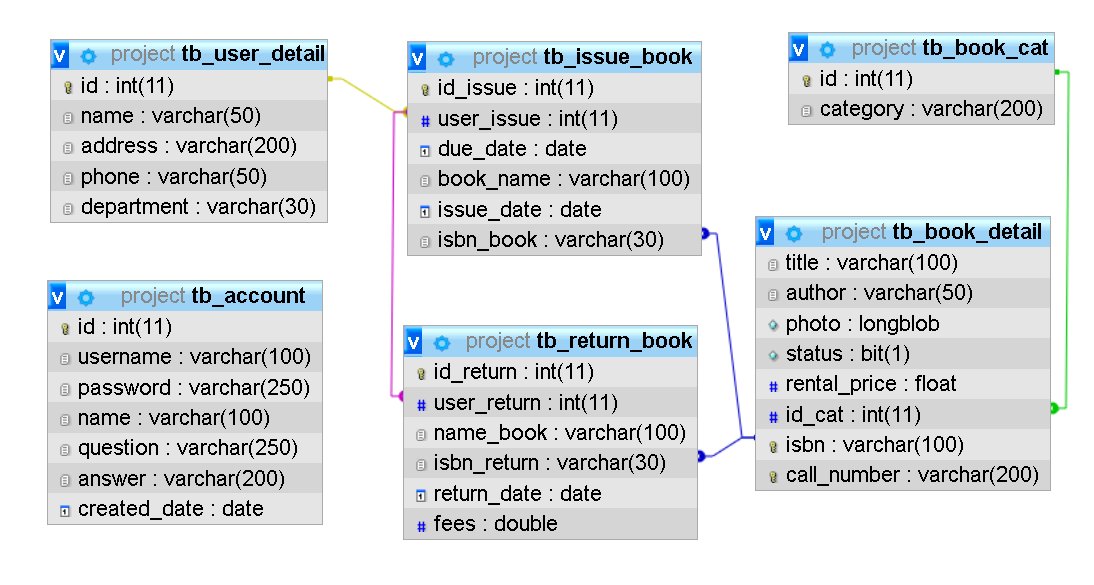 v project tb_user_detail
id : int(11)
name : varchar(50)
address : varchar(200)
phone : varchar(50)
department : varchar(30)
v project tb_issue_book
id_issue : int(11)
# user_issue : int(11)
due_date : date
book_name : varchar(100)
issue_date : date
isbn_book : varchar(30)
v project tb_book_cat
id : int(11)
category : varchar(200)
v project tb_account
id : int(11)
username : varchar(100)
password : varchar(250)
name : varchar(100)
question : varchar(250)
answer : varchar(200)
created_date : date
v project tb_return_book
id_return : int(11)
# user_return : int(11)
name_book : varchar(100)
isbn_return : varchar(30)
return_date : date
# fees : double
v project tb_book_detail
title : varchar(100)
author : varchar(50)
photo : longblob
status : bit(1)
# rental_price : float
# id_cat : int(11)
isbn : varchar(100)
call_number : varchar(200)